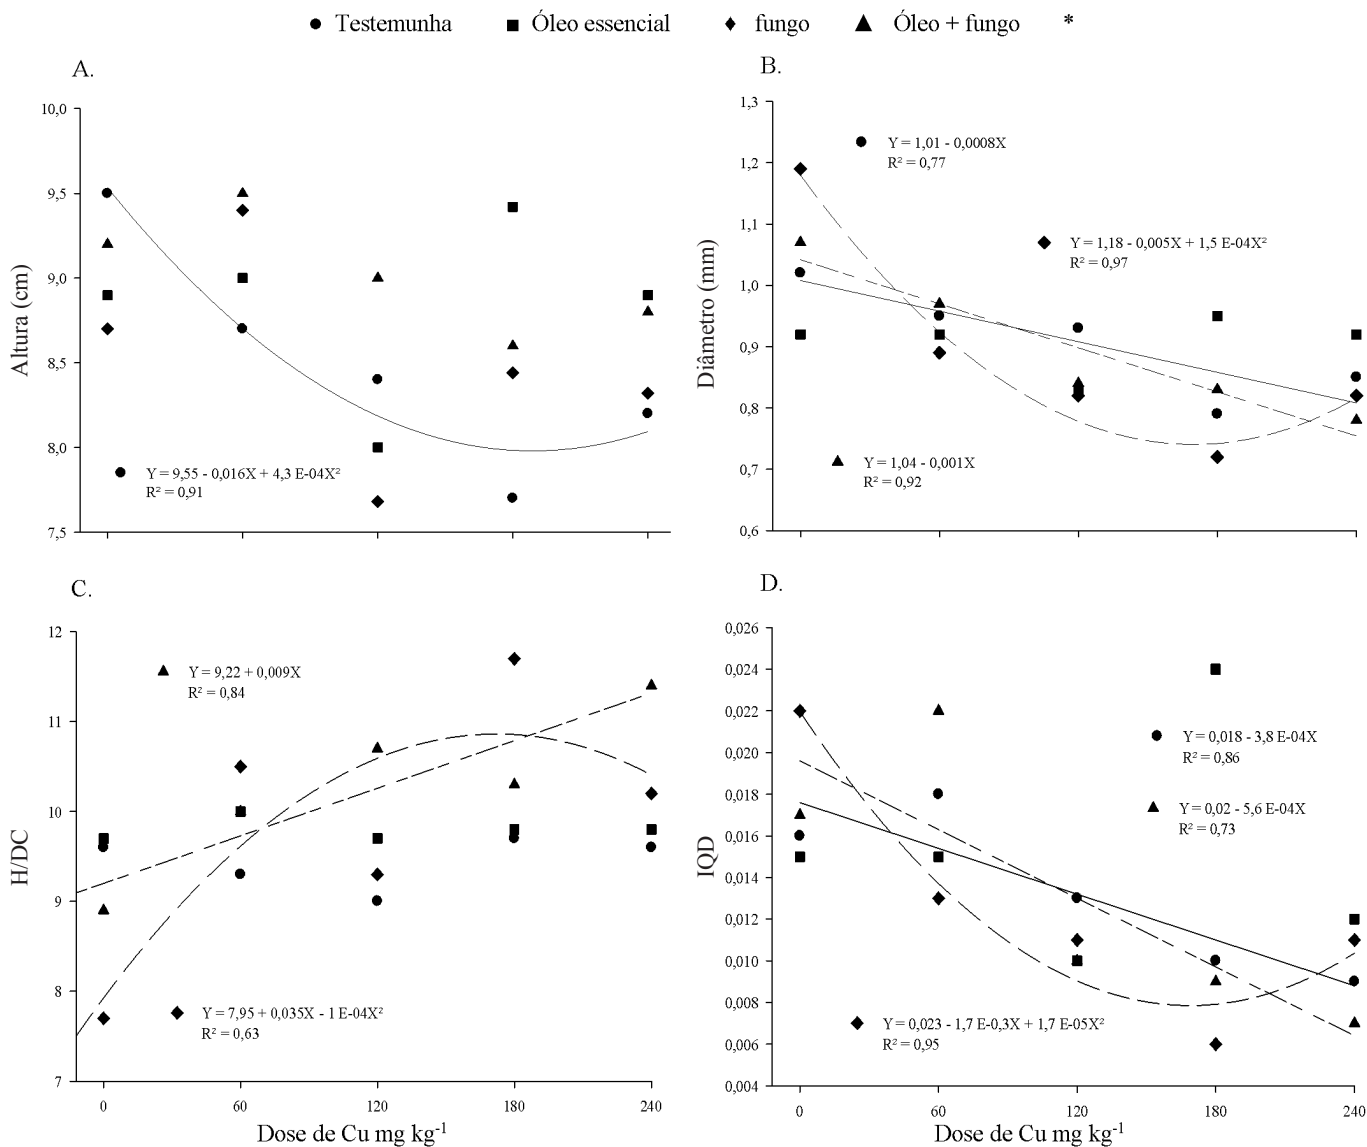 Testemunha Óleo essencial fungo Óleo + fungo *
A.
10,0
9,5
9,0
8,5
8,0
7,5
Altura (cm)
Y = 9,55 - 0,016X + 4,3 E-04X²
R² = 0,91
B.
1,3
1,2
1,1
1,0
0,9
0,8
0,7
0,6
Diâmetro (mm)
Y = 1,01 - 0,0008X
R² = 0,77
Y = 1,18 - 0,005X + 1,5 E-04X²
R² = 0,97
Y = 1,04 - 0,001X
R² = 0,92
C.
12
11
10
9
8
7
H/DC
Y = 9,22 + 0,009X
R² = 0,84
Y = 7,95 + 0,035X - 1 E-04X²
R² = 0,63
0 60 120 180 240
Dose de Cu mg kg⁻¹
D.
0,026
0,024
0,022
0,020
0,018
0,016
0,014
0,012
0,010
0,008
0,006
0,004
IQD
Y = 0,018 - 3,8 E-04X
R² = 0,86
Y = 0,02 - 5,6 E-04X
R² = 0,73
Y = 0,023 - 1,7 E-0,3X + 1,7 E-05X²
R² = 0,95
0 60 120 180 240
Dose de Cu mg kg⁻¹